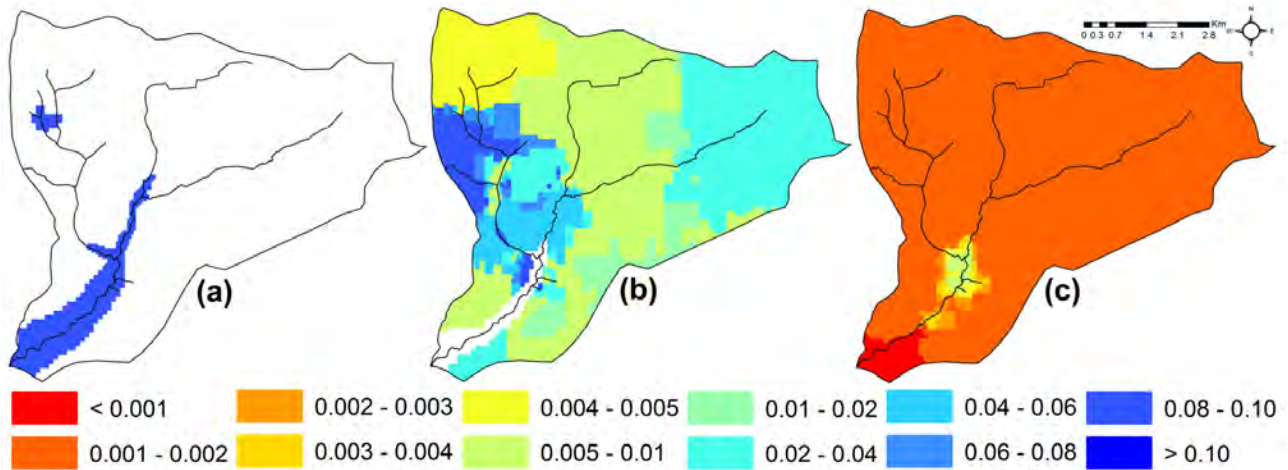 Km
0 0.3 0.7 1.4 2.1 2.8
N
W E
S
(a)
(b)
(c)
< 0.001
0.002 - 0.003
0.004 - 0.005
0.01 - 0.02
0.04 - 0.06
0.08 - 0.10
0.001 - 0.002
0.003 - 0.004
0.005 - 0.01
0.02 - 0.04
0.06 - 0.08
> 0.10